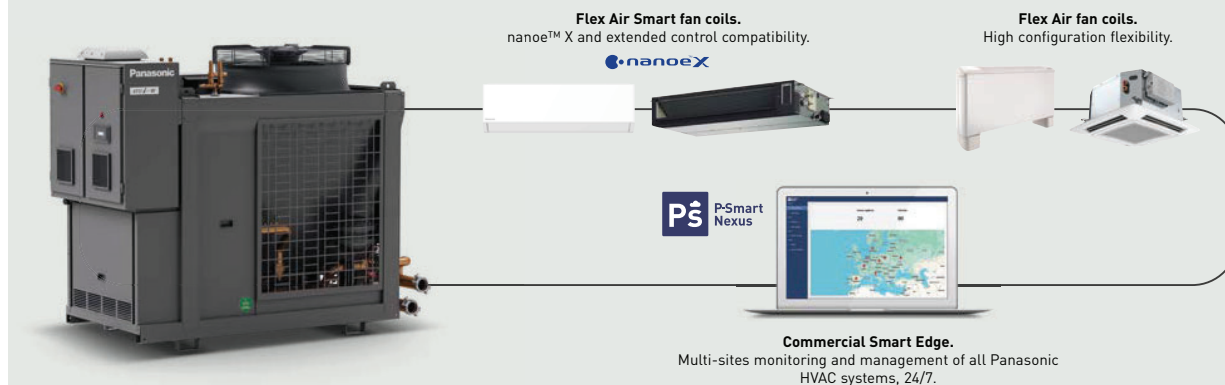 Flex Air Smart fan coils.
nanoe™ X and extended control compatibility.
nanoeX
Flex Air fan coils.
High configuration flexibility.
Panasonic
PS
P-Smart
Nexus
Commercial Smart Edge.
Multi-sites monitoring and management of all Panasonic
HVAC systems, 24/7.